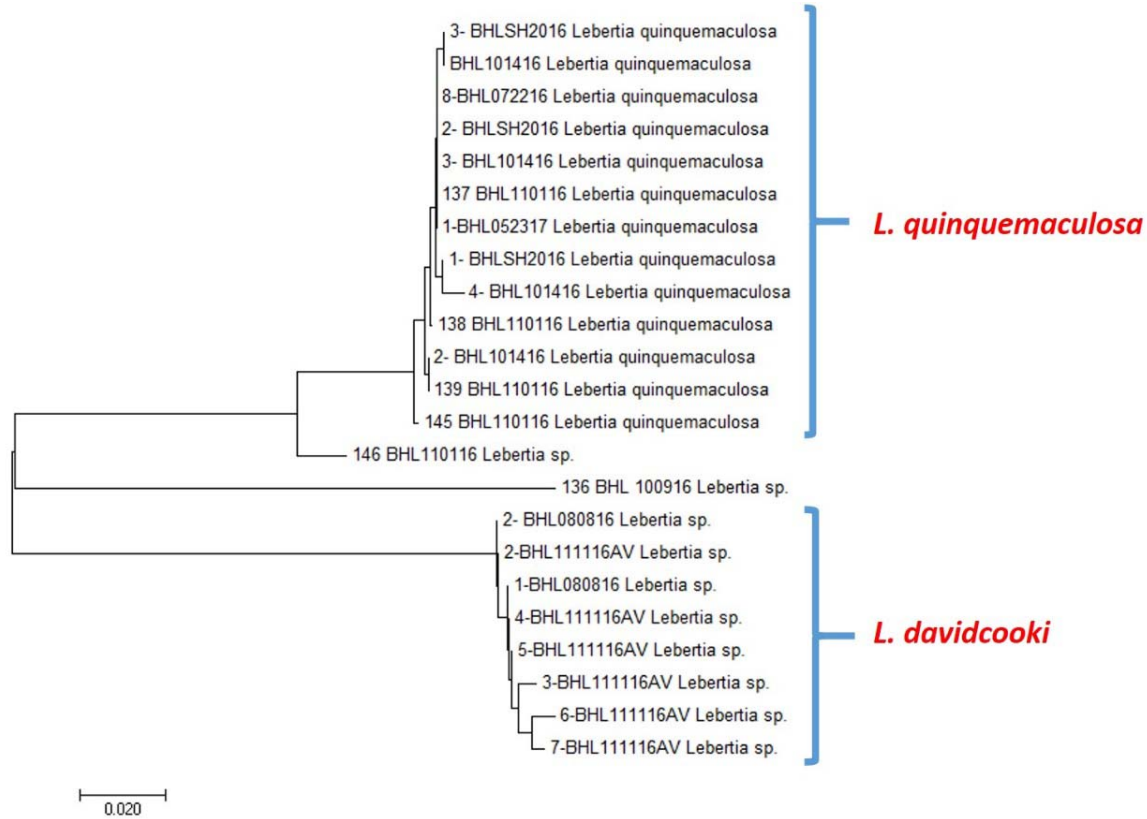 3- BHLSH2016 Lebertia quinquemaculosa
BHL101416 Lebertia quinquemaculosa
8-BHL072216 Lebertia quinquemaculosa
2- BHLSH2016 Lebertia quinquemaculosa
3- BHL101416 Lebertia quinquemaculosa
137 BHL110116 Lebertia quinquemaculosa
1-BHL052317 Lebertia quinquemaculosa
L. quinquemaculosa
1- BHLSH2016 Lebertia quinquemaculosa
4- BHL101416 Lebertia quinquemaculosa
138 BHL110116 Lebertia quinquemaculosa
2- BHL101416 Lebertia quinquemaculosa
139 BHL110116 Lebertia quinquemaculosa
145 BHL110116 Lebertia quinquemaculosa
146 BHL110116 Lebertia sp.
136 BHL 100916 Lebertia sp.
2- BHL080816 Lebertia sp.
2-BHL111116AV Lebertia sp.
1-BHL080816 Lebertia sp.
4-BHL111116AV Lebertia sp.
L. davidcooki
5-BHL111116AV Lebertia sp.
3-BHL111116AV Lebertia sp.
6-BHL111116AV Lebertia sp.
7-BHL111116AV Lebertia sp.
0.020